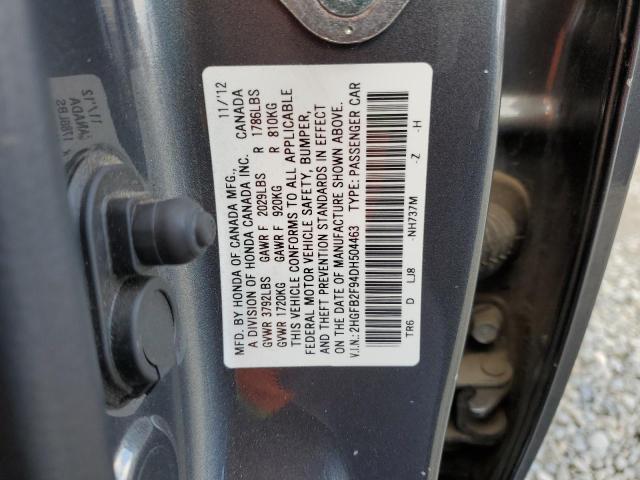 MFD. BY HONDA OF CANADA MFG., 11/12
A DIVISION OF HONDA CANADA INC. CANADA
GVWR 3792LBS GAWR F 2029LBS R 1786LBS
GVWR 1720KG GAWR F 920KG R 810KG
THIS VEHICLE CONFORMS TO ALL APPLICABLE
FEDERAL MOTOR VEHICLE SAFETY, BUMPER,
AND THEFT PREVENTION STANDARDS IN EFFECT
ON THE DATE OF MANUFACTURE SHOWN ABOVE.
V.I.N.: 2HGFB2F94DH504463 TYPE: PASSENGER CAR
TR6 D LJ8 -NH737M -Z -H